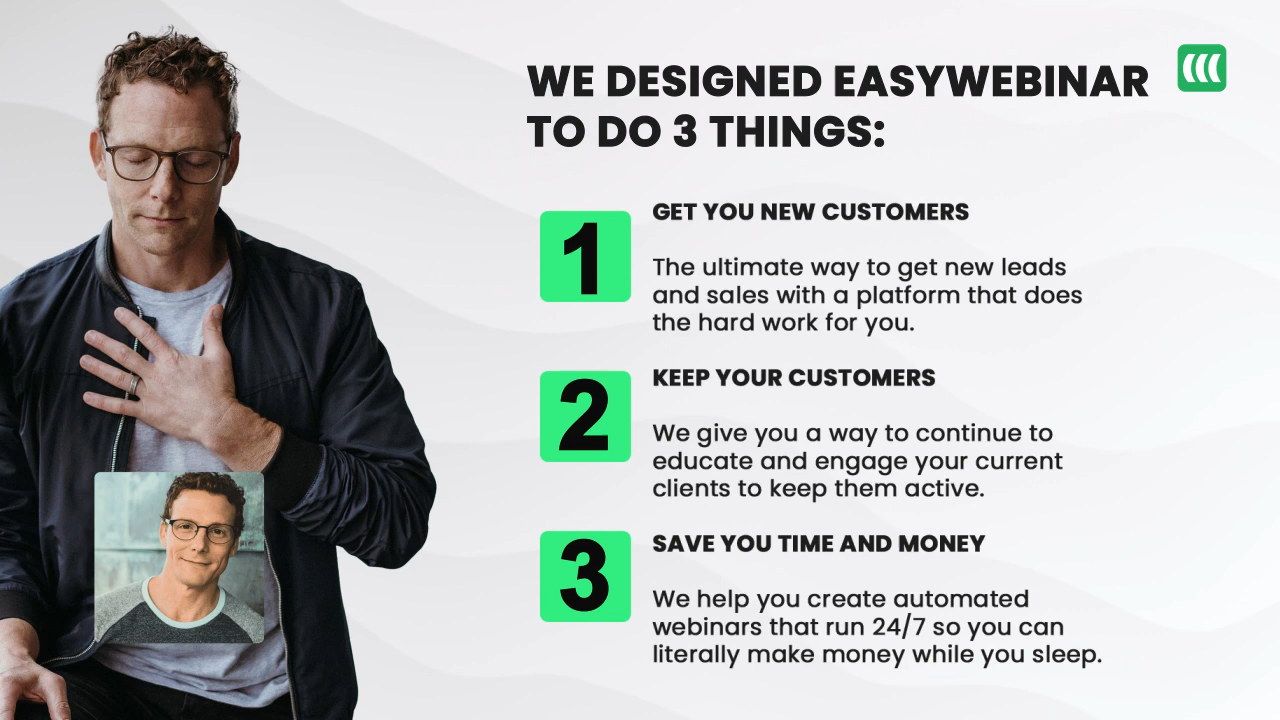 WE DESIGNED EASYWEBINAR
TO DO 3 THINGS:
1
GET YOU NEW CUSTOMERS
The ultimate way to get new leads
and sales with a platform that does
the hard work for you.
2
KEEP YOUR CUSTOMERS
We give you a way to continue to
educate and engage your current
clients to keep them active.
3
SAVE YOU TIME AND MONEY
We help you create automated
webinars that run 24/7 so you can
literally make money while you sleep.